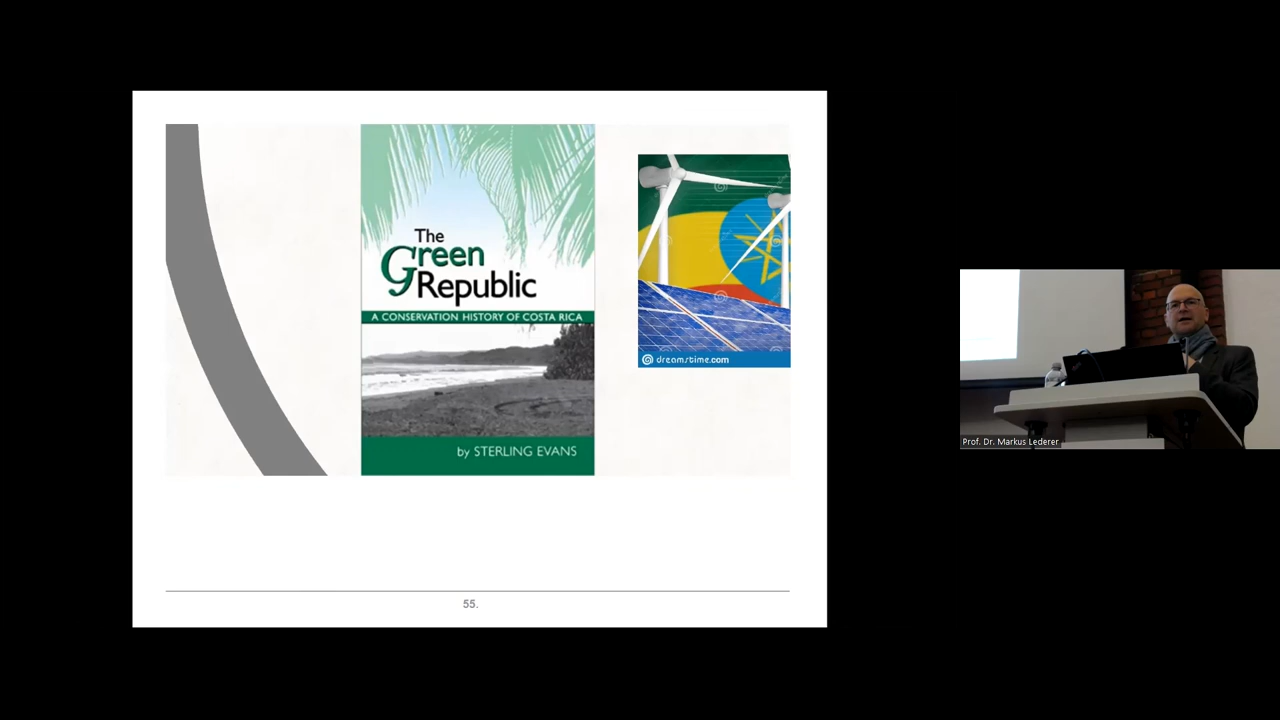 The
Green
Republic
A CONSERVATION HISTORY OF COSTA RICA
by STERLING EVANS
dreamstime.com
55.
Prof. Dr. Markus Lederer